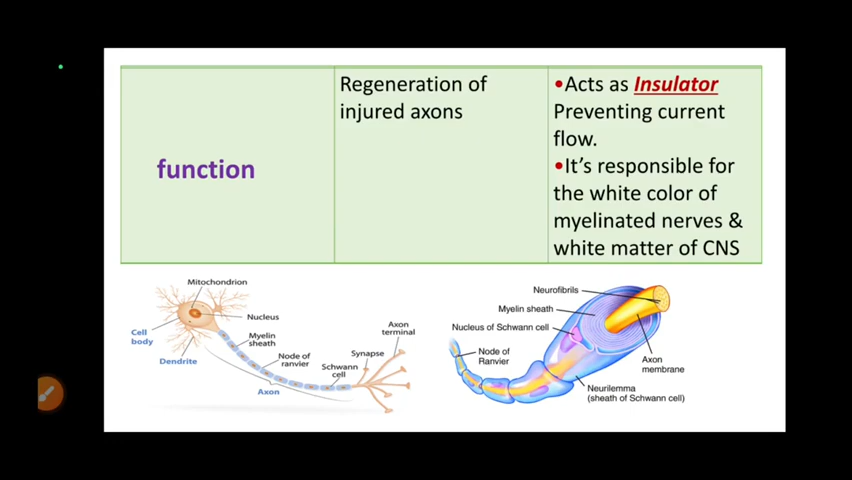 function
Regeneration of
injured axons
•Acts as Insulator
Preventing current
flow.
•It’s responsible for
the white color of
myelinated nerves &
white matter of CNS
Mitochondrion
Nucleus
Cell
body
Myelin
sheath
Dendrite
Node of
ranvier
Axon
Schwann
cell
Synapse
Axon
terminal
Neurofibrils
Myelin sheath
Nucleus of Schwann cell
Node of
Ranvier
Axon
membrane
Neurilemma
(sheath of Schwann cell)